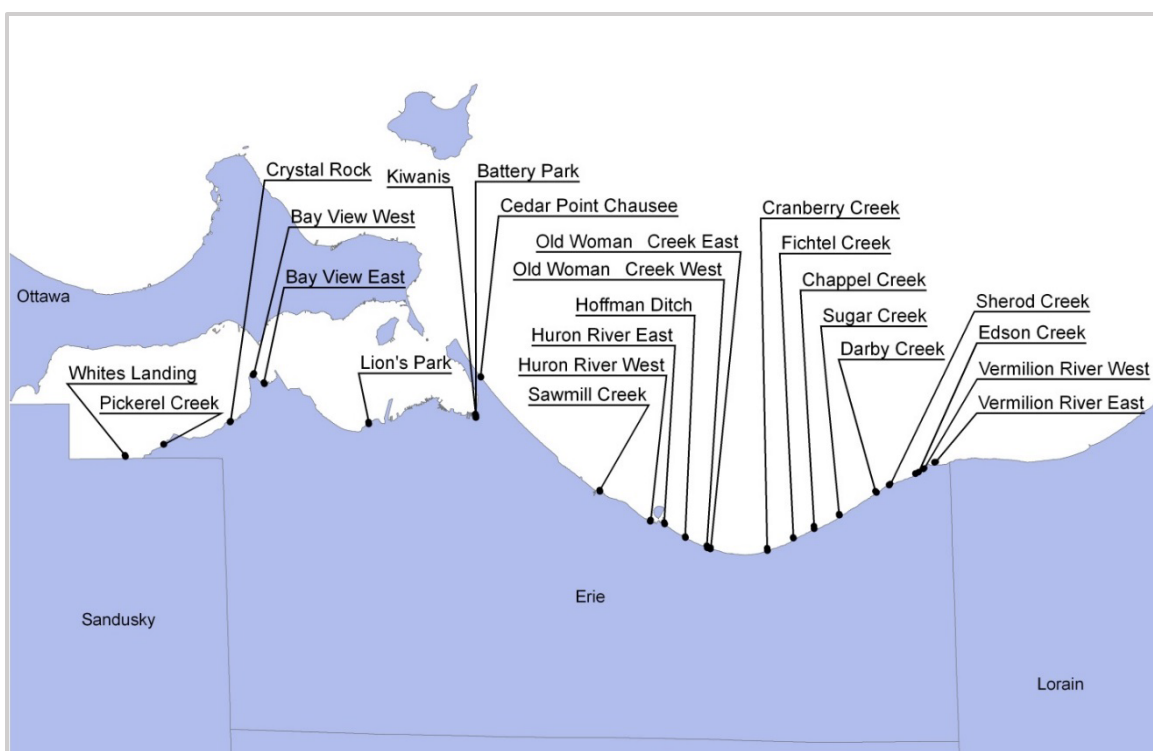 Crystal Rock
Kiwanis
Battery Park
Bay View West
Cedar Point Chausee
Cranberry Creek
Old Woman Creek East
Fichtel Creek
Bay View East
Old Woman Creek West
Chappel Creek
Ottawa
Hoffman Ditch
Sherod Creek
Sugar Creek
Huron River East
Edson Creek
Lion's Park
Darby Creek
Whites Landing
Huron River West
Vermilion River West
Pickerel Creek
Sawmill Creek
Vermilion River East
Erie
Sandusky
Lorain